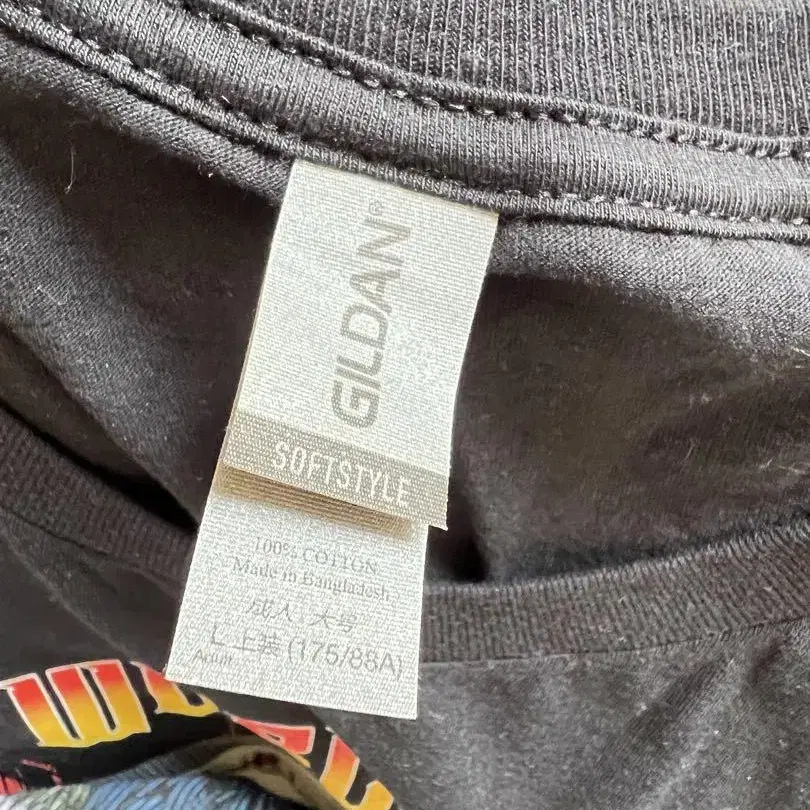 GILDAN®
SOFTSTYLE
100% COTTON
Made in Bangladesh
成人 大号
L 上装 (175/88A)
Adult